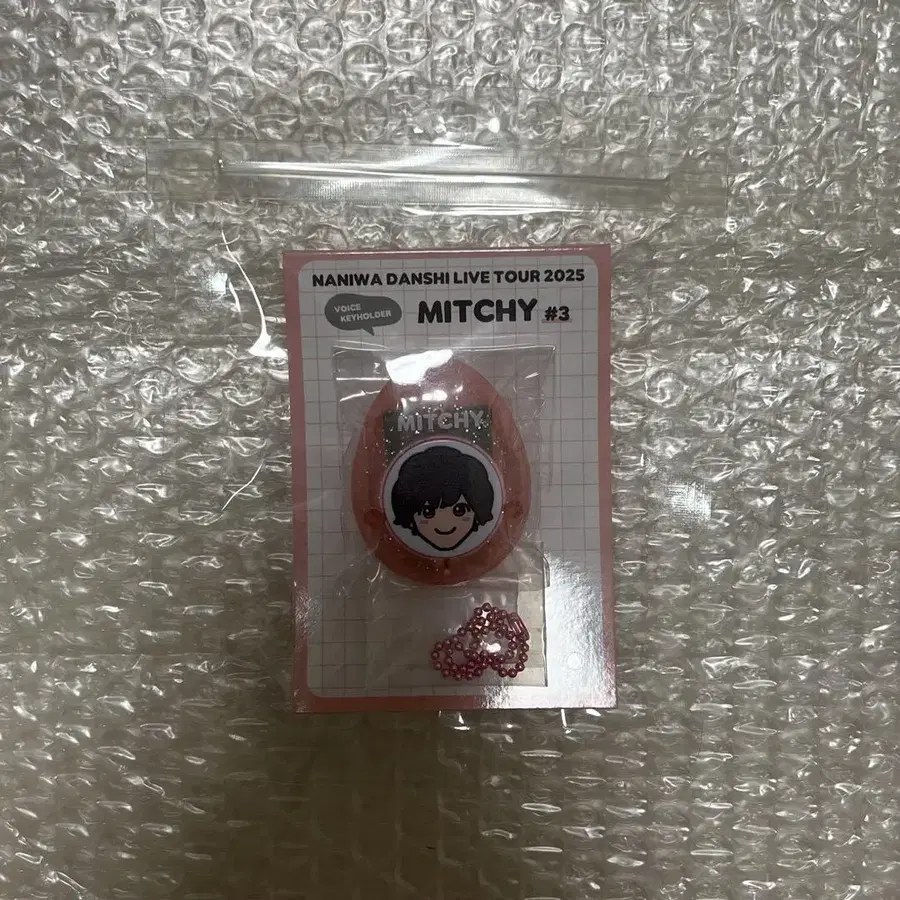 NANIWA DANSHI LIVE TOUR 2025
VOICE
KEYHOLDER
MITCHY #3
MITCHY